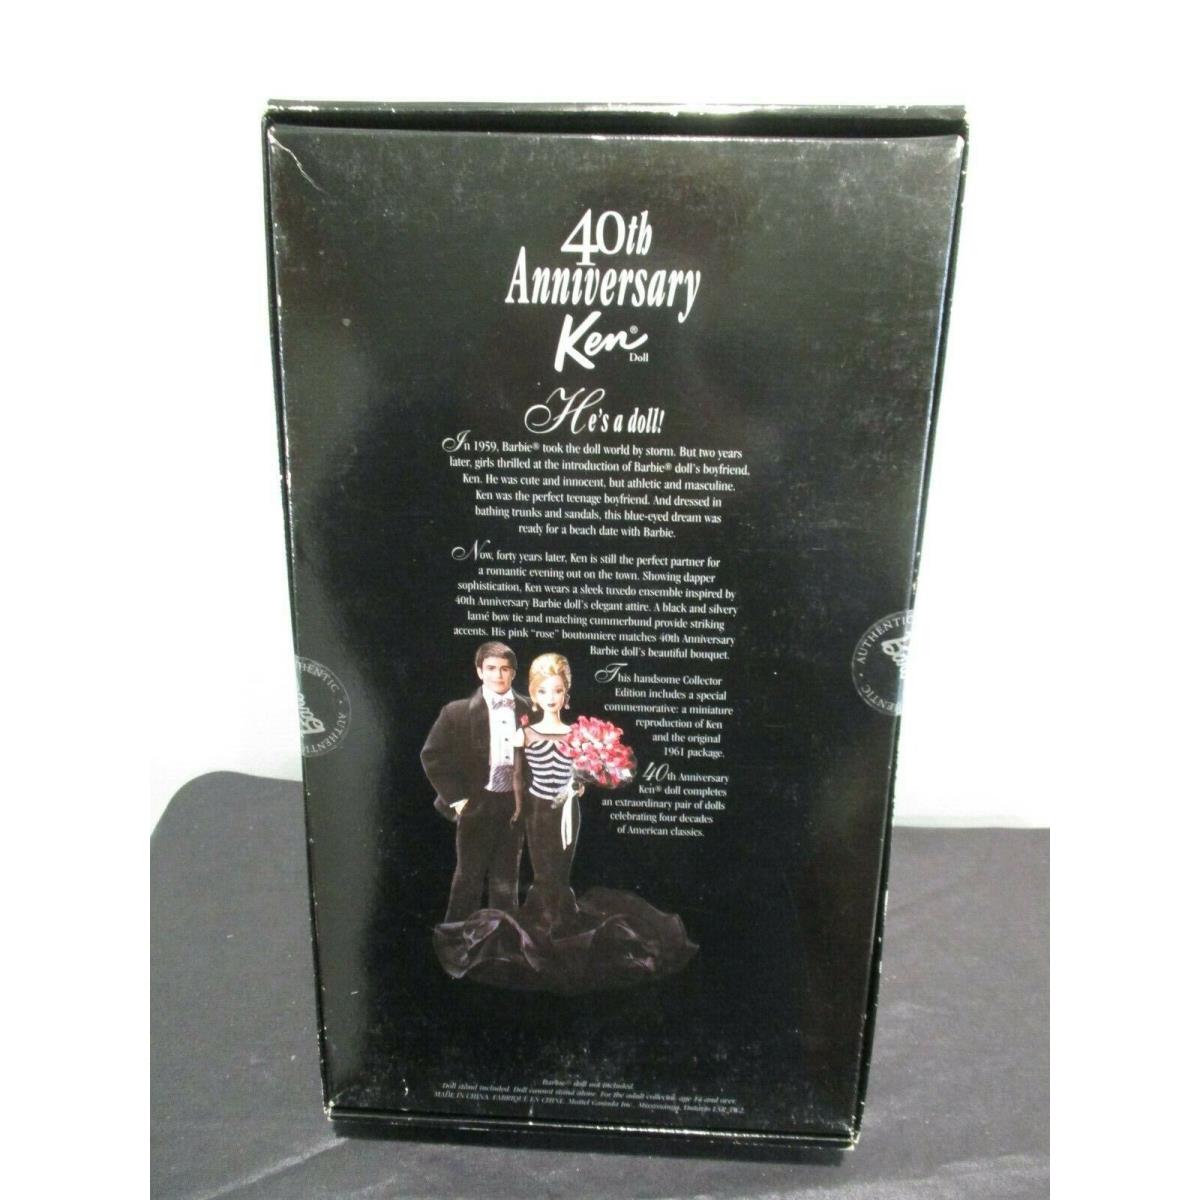 40th
Anniversary
Ken®
Doll
He's a doll!
In 1959, Barbie® took the doll world by storm. But two years
later, girls thrilled at the introduction of Barbie® doll's boyfriend,
Ken. He was cute and innocent, but athletic and masculine.
Ken was the perfect teenage boyfriend. And dressed in
bathing trunks and sandals, this blue-eyed dream was
ready for a beach date with Barbie.
Now, forty years later, Ken is still the perfect partner for
a romantic evening out on the town. Showing dapper
sophistication, Ken wears a sleek tuxedo ensemble inspired by
40th Anniversary Barbie doll's elegant attire. A black and silvery
lamé bow tie and matching cummerbund provide striking
accents. His pink "rose" boutonniere matches 40th Anniversary
Barbie doll's beautiful bouquet.
This handsome Collector
Edition includes a special
commemorative: a miniature
reproduction of Ken
and the original
1961 package.
40th Anniversary
Ken® doll completes
an extraordinary pair of dolls
celebrating four decades
of American classics.
AUTHENTIC
AUTHENTIC
Barbie® doll not included.
Doll stand included. Doll cannot stand alone. For the adult collector age 14 and over.
MADE IN CHINA. FABRIQUÉ EN CHINE. Mattel Canada Inc., Mississauga, Ontario L5R 3W2.